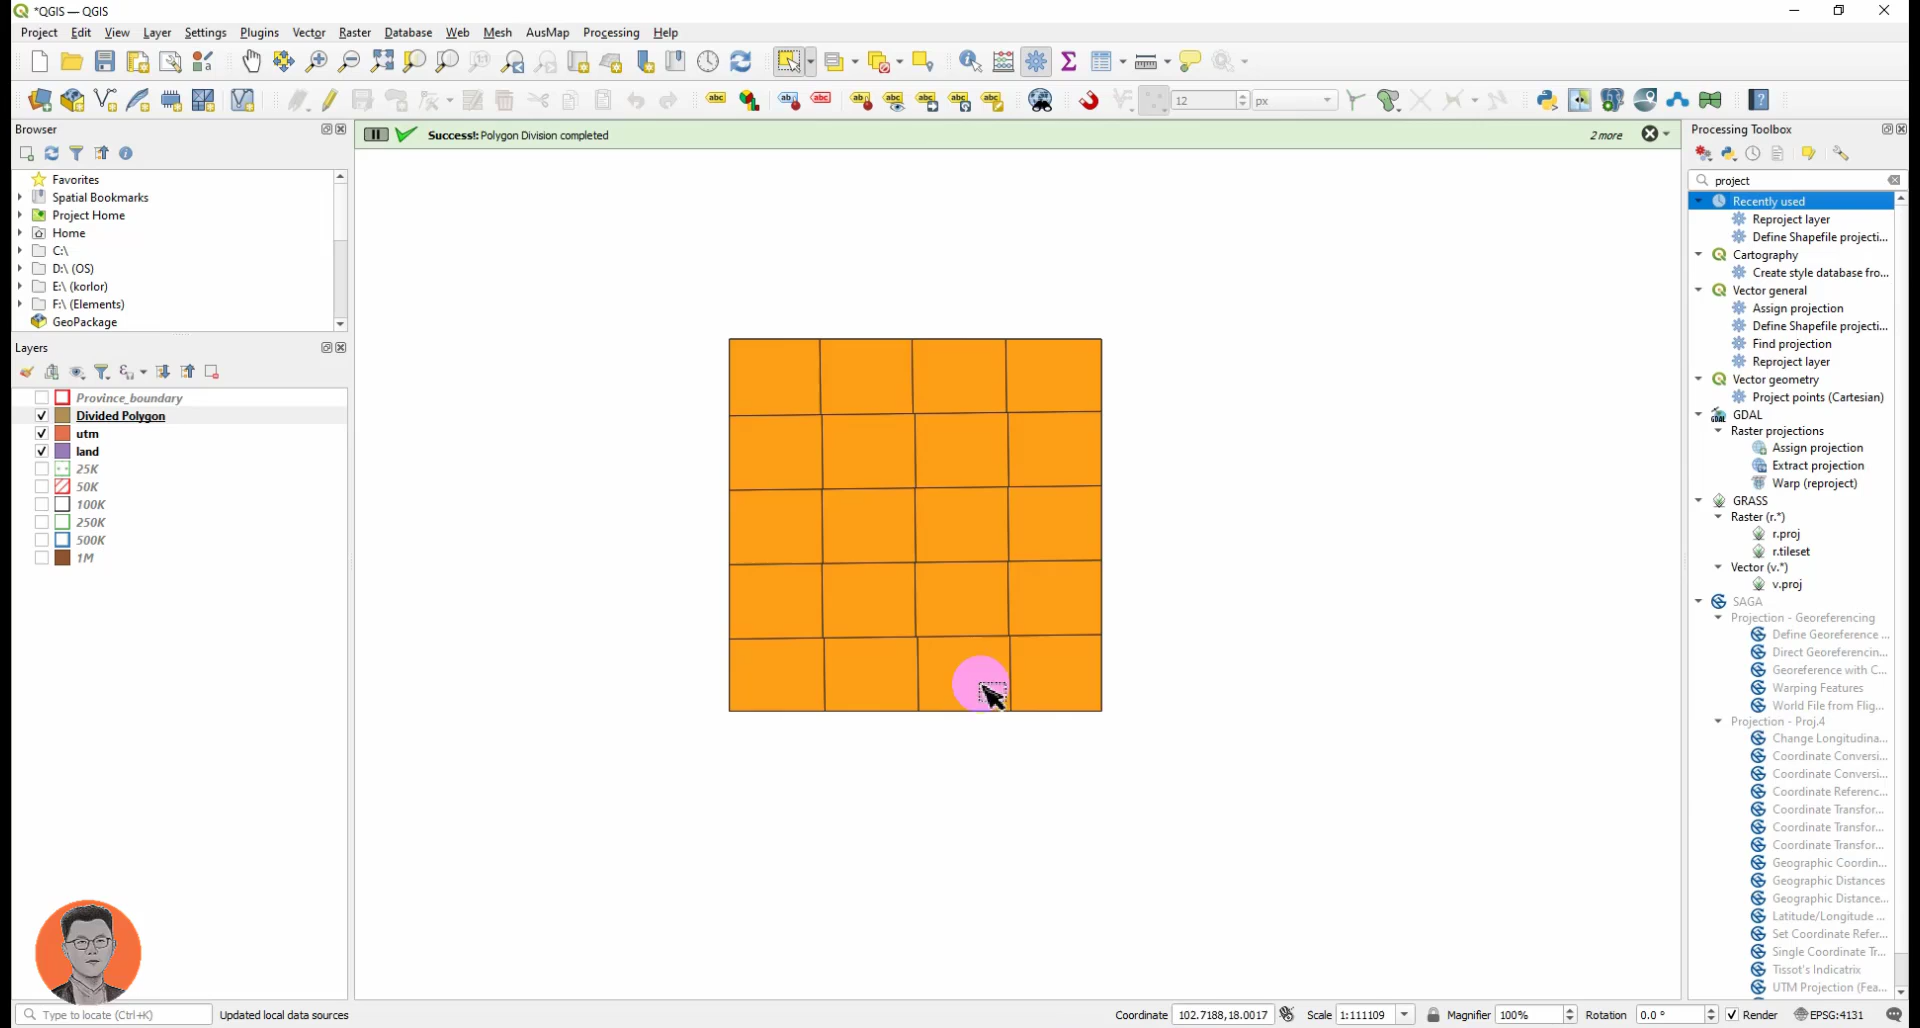 *QGIS — QGIS
Project Edit View Layer Settings Plugins Vector Raster Database Web Mesh AusMap Processing Help
12 px
Browser
Favorites
Spatial Bookmarks
Project Home
Home
C:\
D:\ (OS)
E:\ (korlor)
F:\ (Elements)
GeoPackage
Layers
Province_boundary
Divided Polygon
utm
land
25K
50K
100K
250K
500K
1M
Success!: Polygon Division completed
2 more
Processing Toolbox
project
Recently used
Reproject layer
Define Shapefile projecti...
Cartography
Create style database fro...
Vector general
Assign projection
Define Shapefile projecti...
Find projection
Reproject layer
Vector geometry
Project points (Cartesian)
GDAL
Raster projections
Assign projection
Extract projection
Warp (reproject)
GRASS
Raster (r.*)
r.proj
r.tileset
Vector (v.*)
v.proj
SAGA
Projection - Georeferencing
Define Georeference ...
Direct Georeferencin...
Georeference with C...
Warping Features
World File from Flig...
Projection - Proj.4
Change Longitudina...
Coordinate Conversi...
Coordinate Conversi...
Coordinate Referenc...
Coordinate Transfor...
Coordinate Transfor...
Coordinate Transfor...
Geographic Coordin...
Geographic Distances
Geographic Distance...
Latitude/Longitude ...
Set Coordinate Refer...
Single Coordinate Tr...
Tissot's Indicatrix
UTM Projection (Fea...
Type to locate (Ctrl+K) Updated local data sources Coordinate 102.7188,18.0017 Scale 1:111109 Magnifier 100% Rotation 0.0 ° Render EPSG:4131